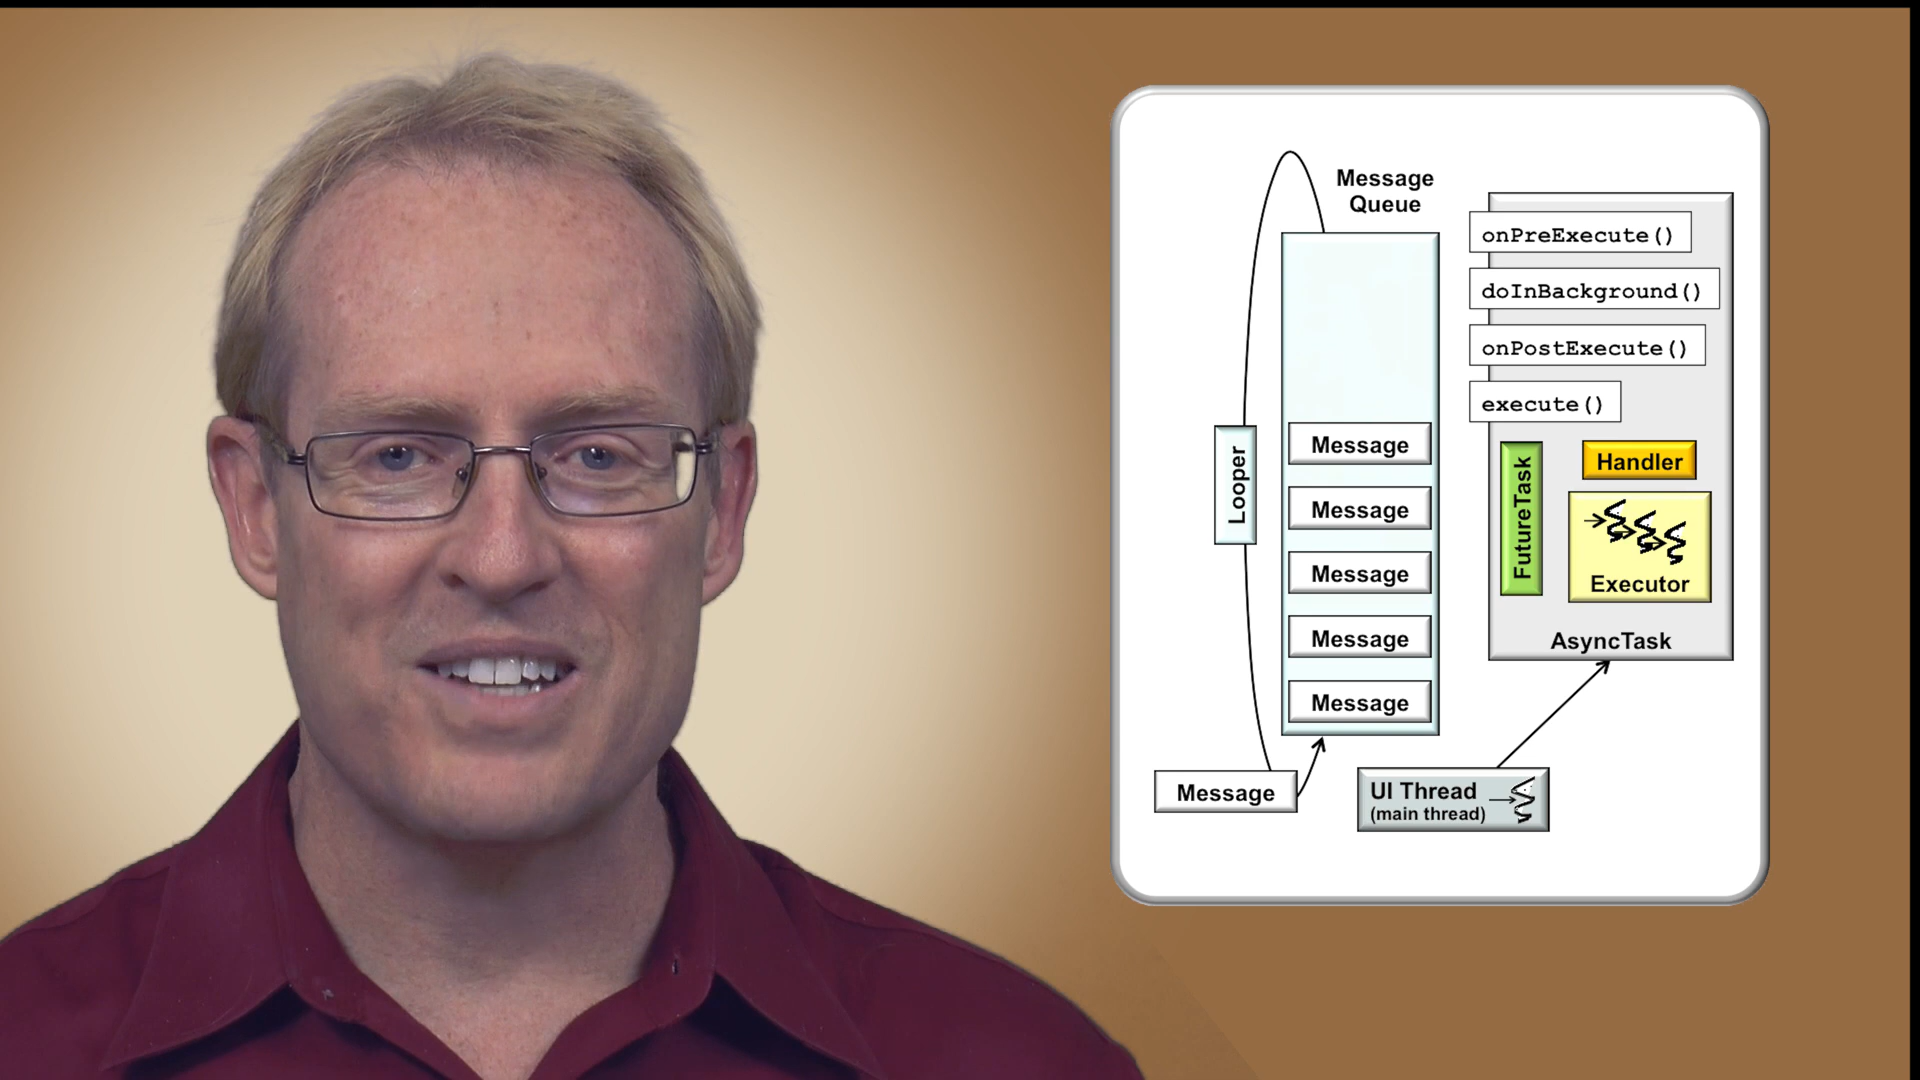 Message
Queue
onPreExecute()
doInBackground()
onPostExecute()
execute()
Looper
Message
Message
Message
Message
Message
Message
FutureTask
Handler
Executor
AsyncTask
UI Thread
(main thread)